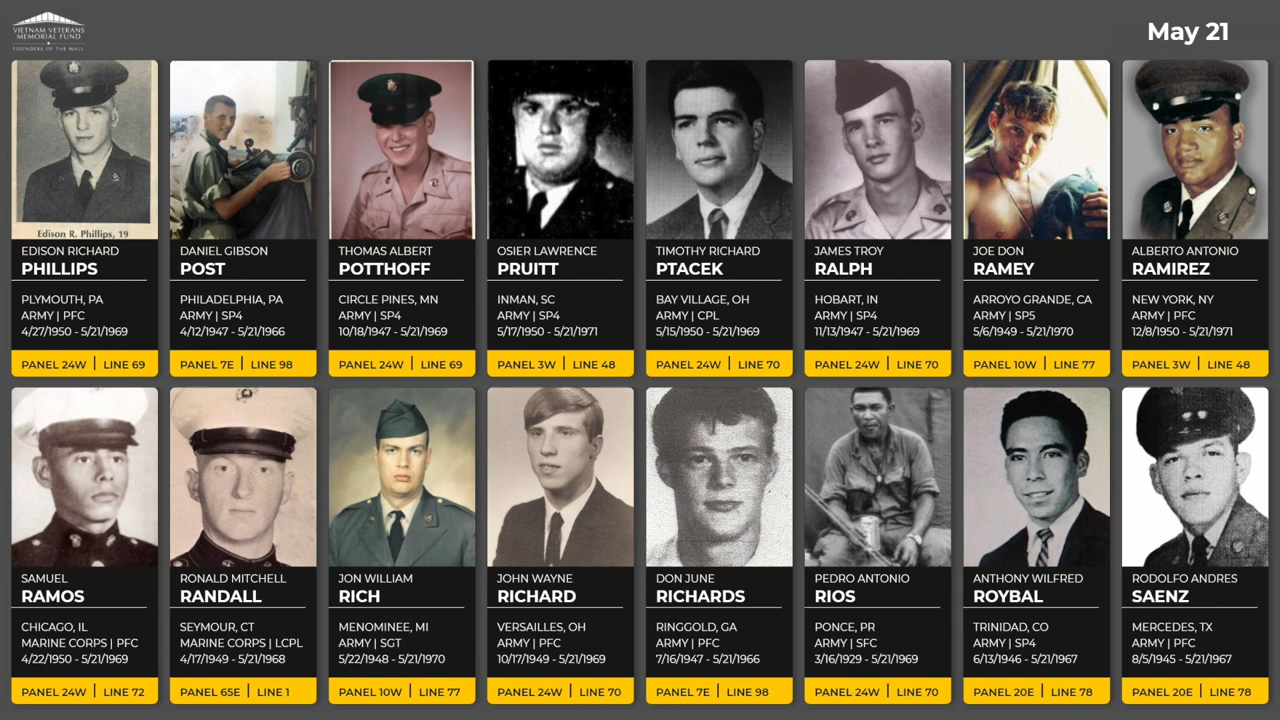 VIETNAM VETERANS
MEMORIAL FUND
FOUNDERS OF THE WALL
May 21
Edison R. Phillips, 19
EDISON RICHARD
PHILLIPS
PLYMOUTH, PA
ARMY | PFC
4/27/1950 - 5/21/1969
PANEL 24W | LINE 69
DANIEL GIBSON
POST
PHILADELPHIA, PA
ARMY | SP4
4/12/1947 - 5/21/1966
PANEL 7E | LINE 98
THOMAS ALBERT
POTTHOFF
CIRCLE PINES, MN
ARMY | SP4
10/18/1947 - 5/21/1969
PANEL 24W | LINE 69
OSIER LAWRENCE
PRUITT
INMAN, SC
ARMY | SP4
5/17/1950 - 5/21/1971
PANEL 3W | LINE 48
TIMOTHY RICHARD
PTACEK
BAY VILLAGE, OH
ARMY | CPL
5/15/1950 - 5/21/1969
PANEL 24W | LINE 70
JAMES TROY
RALPH
HOBART, IN
ARMY | SP4
11/13/1947 - 5/21/1969
PANEL 24W | LINE 70
JOE DON
RAMEY
ARROYO GRANDE, CA
ARMY | SP5
5/6/1949 - 5/21/1970
PANEL 10W | LINE 77
ALBERTO ANTONIO
RAMIREZ
NEW YORK, NY
ARMY | PFC
12/8/1950 - 5/21/1971
PANEL 3W | LINE 48
SAMUEL
RAMOS
CHICAGO, IL
MARINE CORPS | PFC
4/22/1950 - 5/21/1969
PANEL 24W | LINE 72
RONALD MITCHELL
RANDALL
SEYMOUR, CT
MARINE CORPS | LCPL
4/17/1949 - 5/21/1968
PANEL 65E | LINE 1
JON WILLIAM
RICH
MENOMINEE, MI
ARMY | SGT
5/22/1948 - 5/21/1970
PANEL 10W | LINE 77
JOHN WAYNE
RICHARD
VERSAILLES, OH
ARMY | PFC
10/17/1949 - 5/21/1969
PANEL 24W | LINE 70
DON JUNE
RICHARDS
RINGGOLD, GA
ARMY | PFC
7/16/1947 - 5/21/1966
PANEL 7E | LINE 98
PEDRO ANTONIO
RIOS
PONCE, PR
ARMY | SFC
3/16/1929 - 5/21/1969
PANEL 24W | LINE 70
ANTHONY WILFRED
ROYBAL
TRINIDAD, CO
ARMY | SP4
6/13/1946 - 5/21/1967
PANEL 20E | LINE 78
RODOLFO ANDRES
SAENZ
MERCEDES, TX
ARMY | PFC
8/5/1945 - 5/21/1967
PANEL 20E | LINE 78